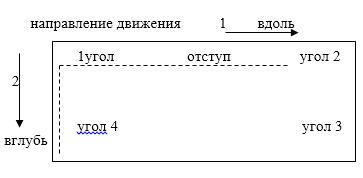 направление движения 1 вдоль
1угол отступ угол 2
2
угол 4 угол 3
вглубь